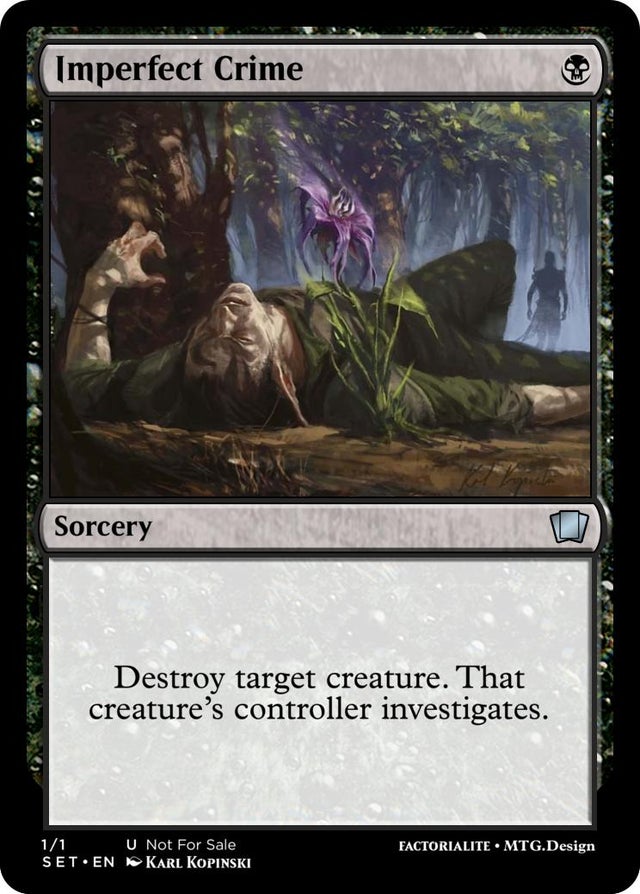 Imperfect Crime
Sorcery
Destroy target creature. That
creature's controller investigates.
1/1 U Not For Sale
FACTORIALITE • MTG.Design
SET • EN Karl Kopinski